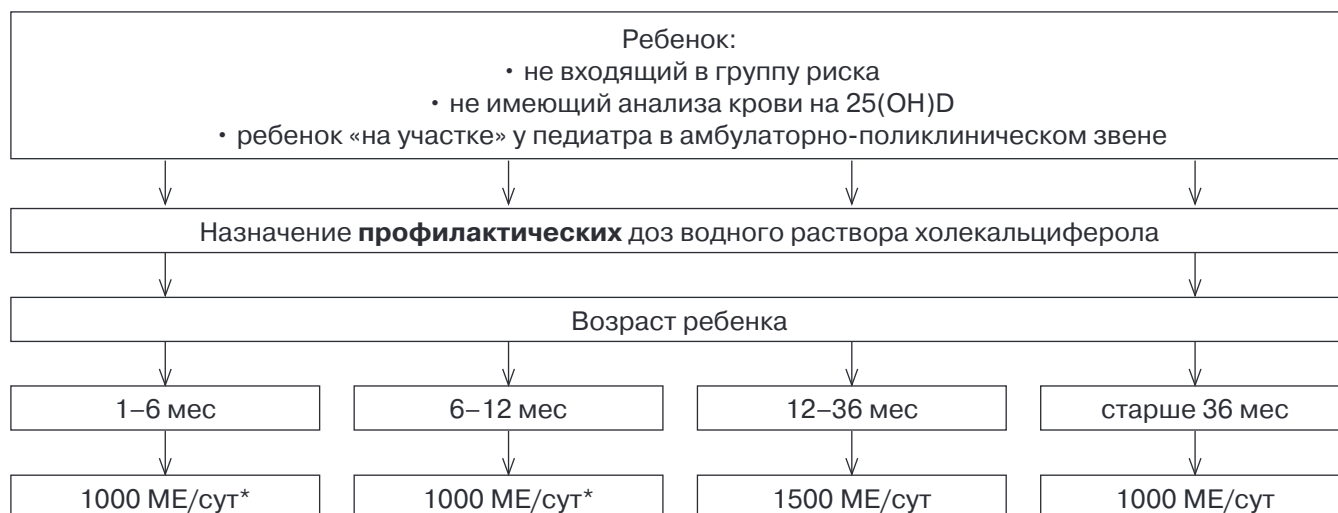 Ребенок:
• не входящий в группу риска
• не имеющий анализа крови на 25(OH)D
• ребенок «на участке» у педиатра в амбулаторно-поликлиническом звене
Назначение профилактических доз водного раствора холекальциферола
Возраст ребенка
1–6 мес
6–12 мес
12–36 мес
старше 36 мес
1000 МЕ/сут*
1000 МЕ/сут*
1500 МЕ/сут
1000 МЕ/сут